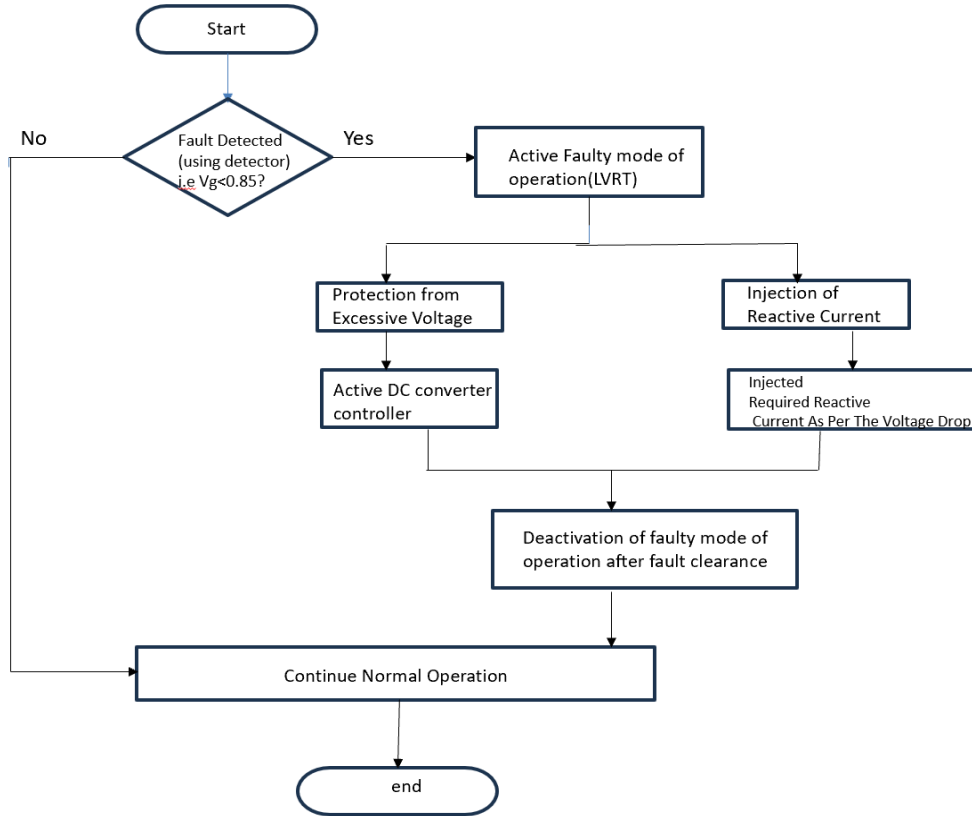 Start
No
Yes
Fault Detected
(using detector)
i.e Vg<0.85?
Active Faulty mode of
operation(LVRT)
Protection from
Excessive Voltage
Injection of
Reactive Current
Active DC converter
controller
Injected
Required Reactive
Current As Per The Voltage Drop
Deactivation of faulty mode of
operation after fault clearance
Continue Normal Operation
end